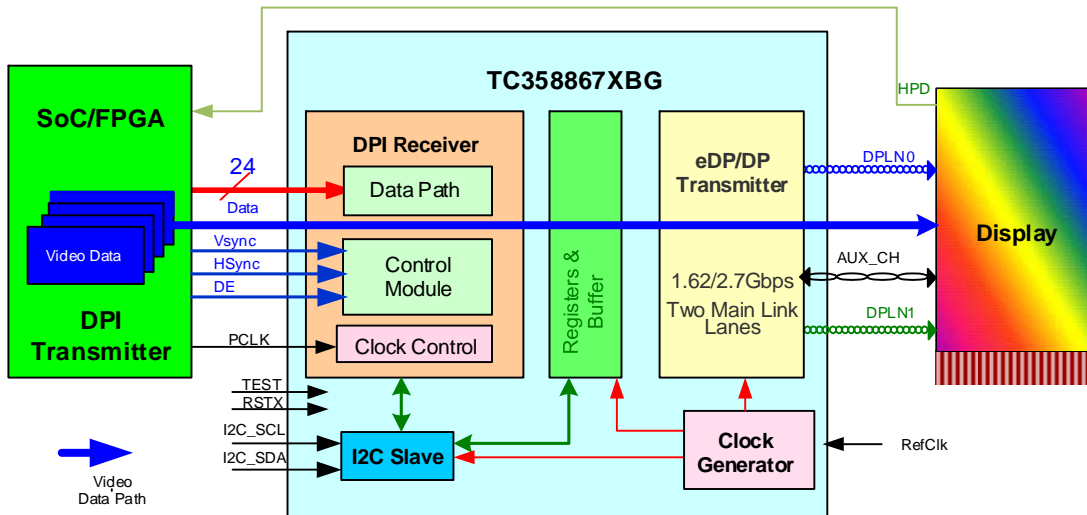 TC358867XBG
HPD
SoC/FPGA
DPI Receiver
eDP/DP
Transmitter
24
Data Path
Data
DPLN0
Vsync
HSync
DE
Video Data
Control
Module
Registers &
Buffer
1.62/2.7Gbps
Two Main Link
Lanes
AUX_CH
Display
DPLN1
DPI
Transmitter
PCLK
Clock Control
TEST
RSTX
I2C_SCL
I2C_SDA
I2C Slave
Clock
Generator
RefClk
Video
Data Path